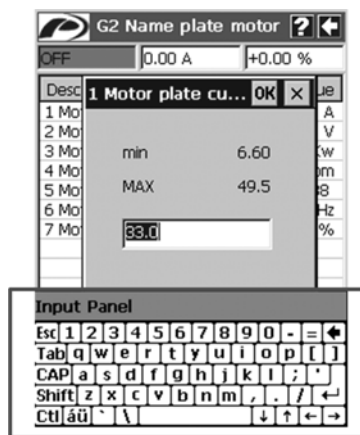 G2 Name plate motor ? ←
OFF 0.00 A +0.00 %
Desc ue
1 Motor plate cu... OK ×
1 Mo A
2 Mo V
3 Mo Kw
4 Mo pm
5 Mo 88
6 Mo Hz
7 Mo %
min 6.60
MAX 49.5
33.0
Input Panel
Esc 1 2 3 4 5 6 7 8 9 0 - = ←
Tab q w e r t y u i o p [ ]
CAP a s d f g h j k l ; '
Shift z x c v b n m , . / ↵
Ctl áü ` \ ↓ ↑ ← →